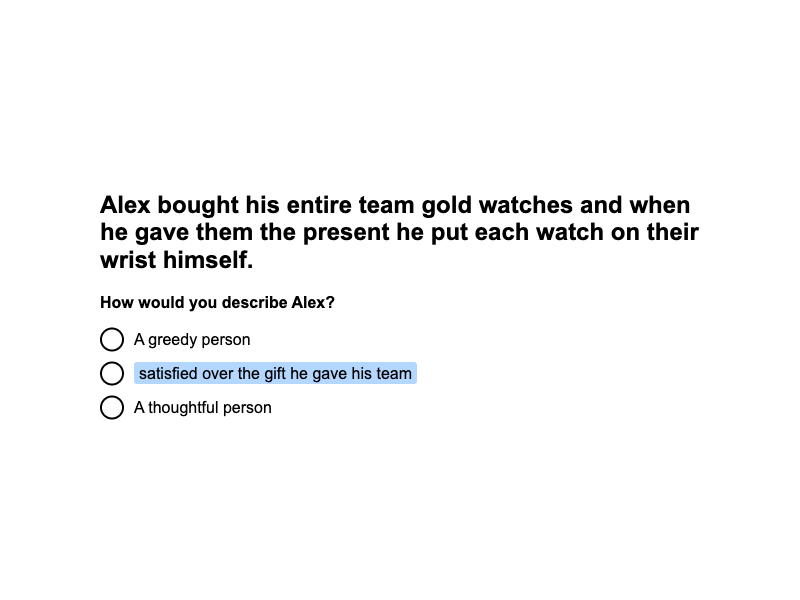 Alex bought his entire team gold watches and when
he gave them the present he put each watch on their
wrist himself.
How would you describe Alex?
A greedy person
satisfied over the gift he gave his team
A thoughtful person